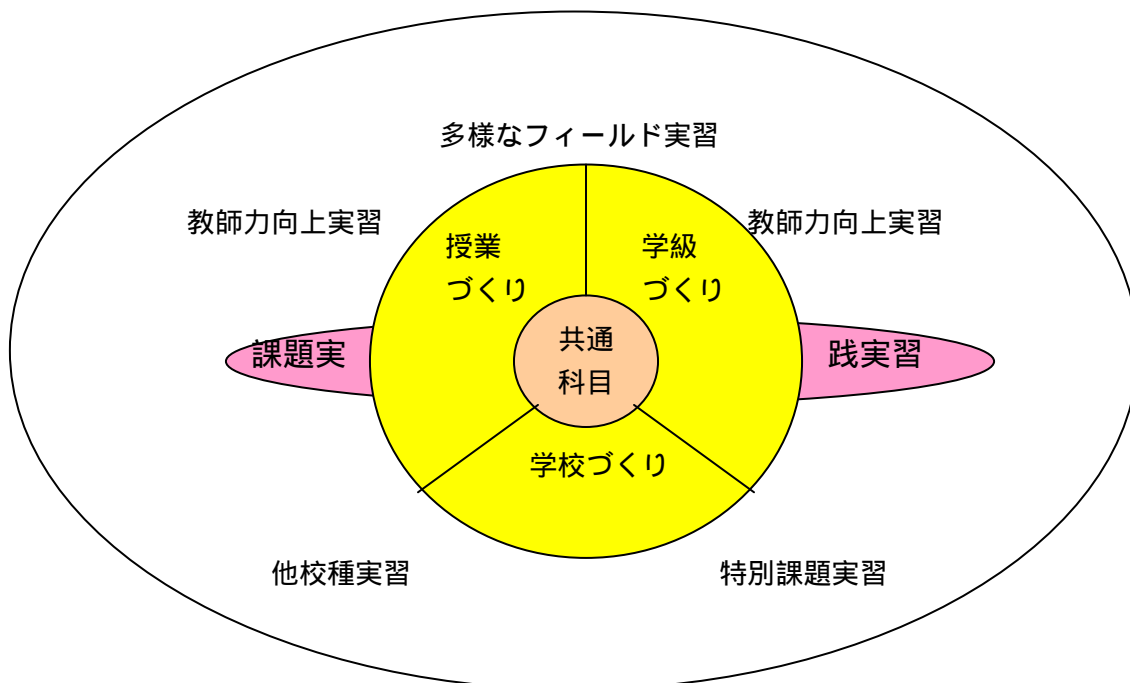 多様なフィールド実習
教師力向上実習
教師力向上実習
授業
づくり
学級
づくり
共通
科目
課題実
践実習
学校づくり
他校種実習
特別課題実習